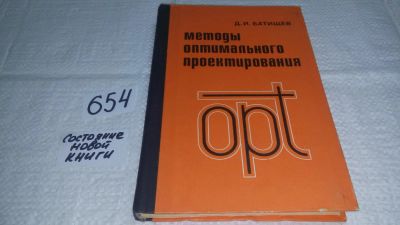 654
состояние
новой
книги
Д.И. БАТИЩЕВ
методы
оптимального
проектирования
opt